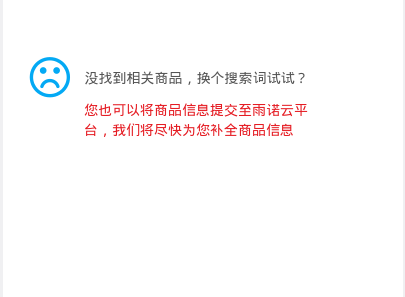 没找到相关商品，换个搜索词试试？
您也可以将商品信息提交至雨诺云平
台，我们将尽快为您补全商品信息